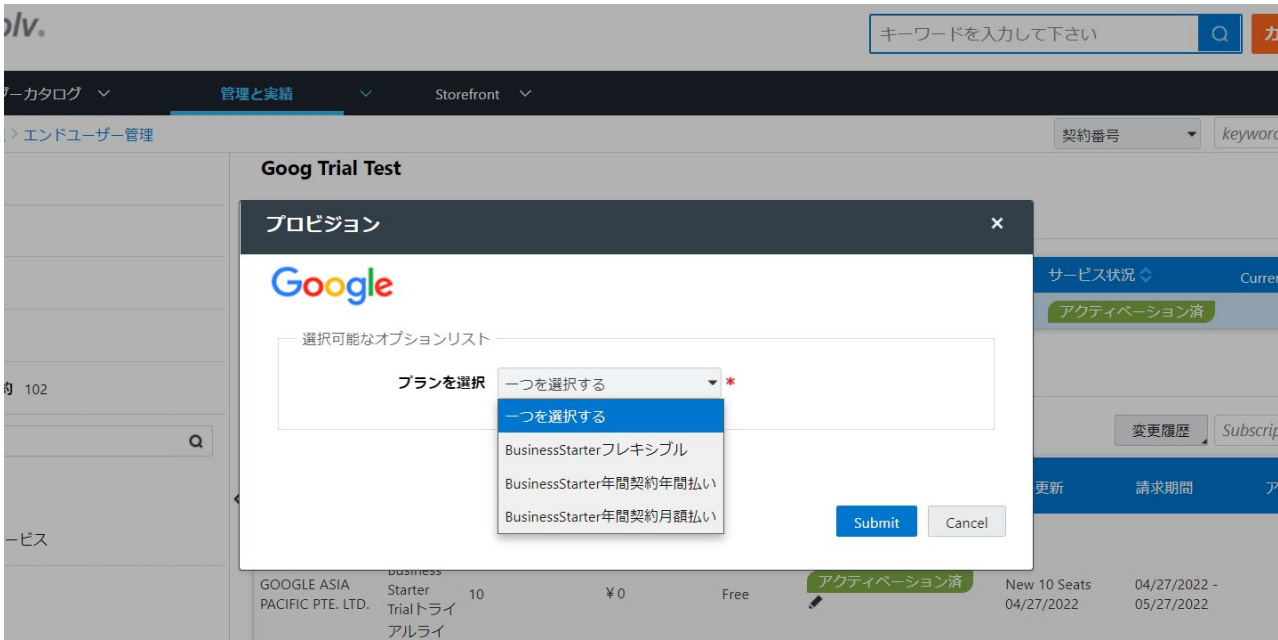 olv.
キーワードを入力して下さい
カ
ーカタログ
管理と実績
Storefront
> エンドユーザー管理
契約番号
keyword
Goog Trial Test
プロビジョン
×
Google
サービス状況
Curren
アクティベーション済
選択可能なオプションリスト
プランを選択
一つを選択する
*
一つを選択する
BusinessStarterフレキシブル
BusinessStarter年間契約年間払い
BusinessStarter年間契約月額払い
約 102
変更履歴
Subscrip
更新
請求期間
ア
Submit
Cancel
ービス
GOOGLE ASIA
PACIFIC PTE. LTD.
Business
Starter
Trialトライ
アルライ
10
¥0
Free
アクティベーション済
New 10 Seats
04/27/2022
04/27/2022 -
05/27/2022